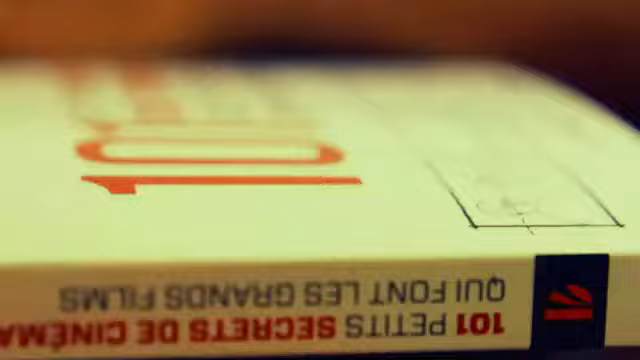 101 PETITS SECRETS DE CINÉMA
QUI FONT LES GRANDS FILMS
101